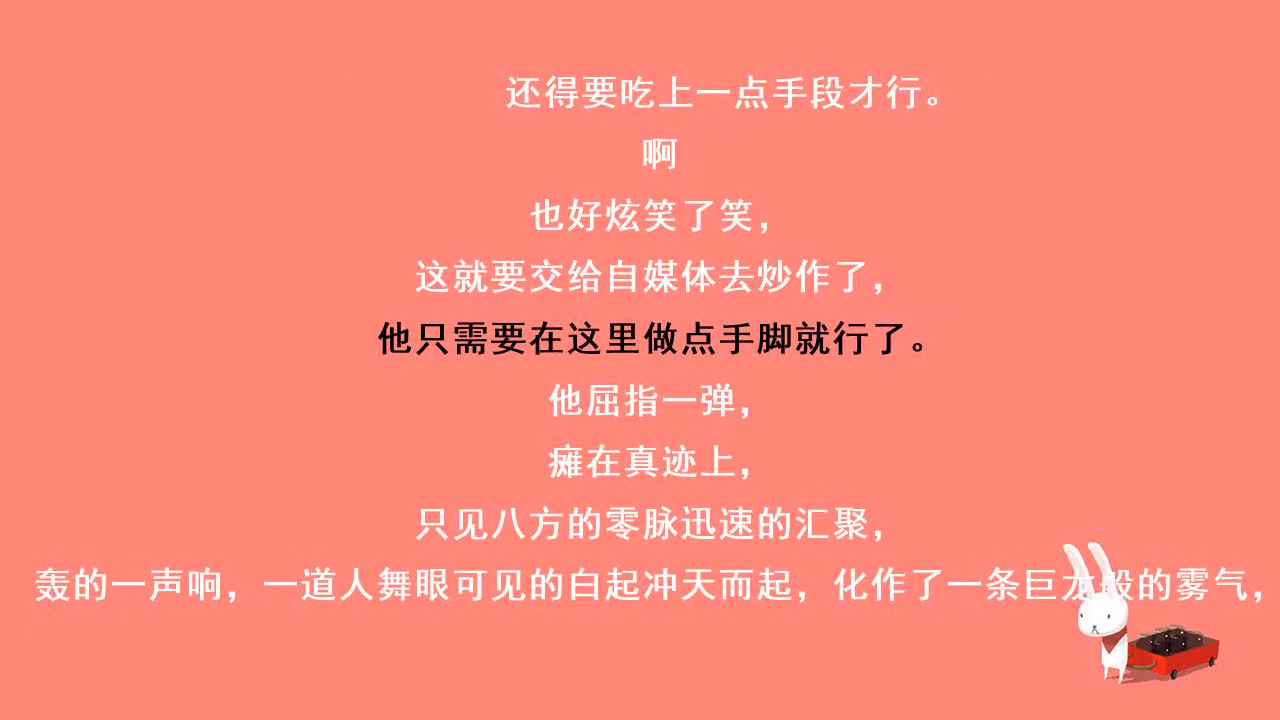 还得要吃上一点手段才行。
啊
也好炫笑了笑，
这就要交给自媒体去炒作了，
他只需要在这里做点手脚就行了。
他屈指一弹，
瘫在真迹上，
只见八方的零脉迅速的汇聚，
轰的一声响，一道人舞眼可见的白起冲天而起，化作了一条巨龙般的雾气，